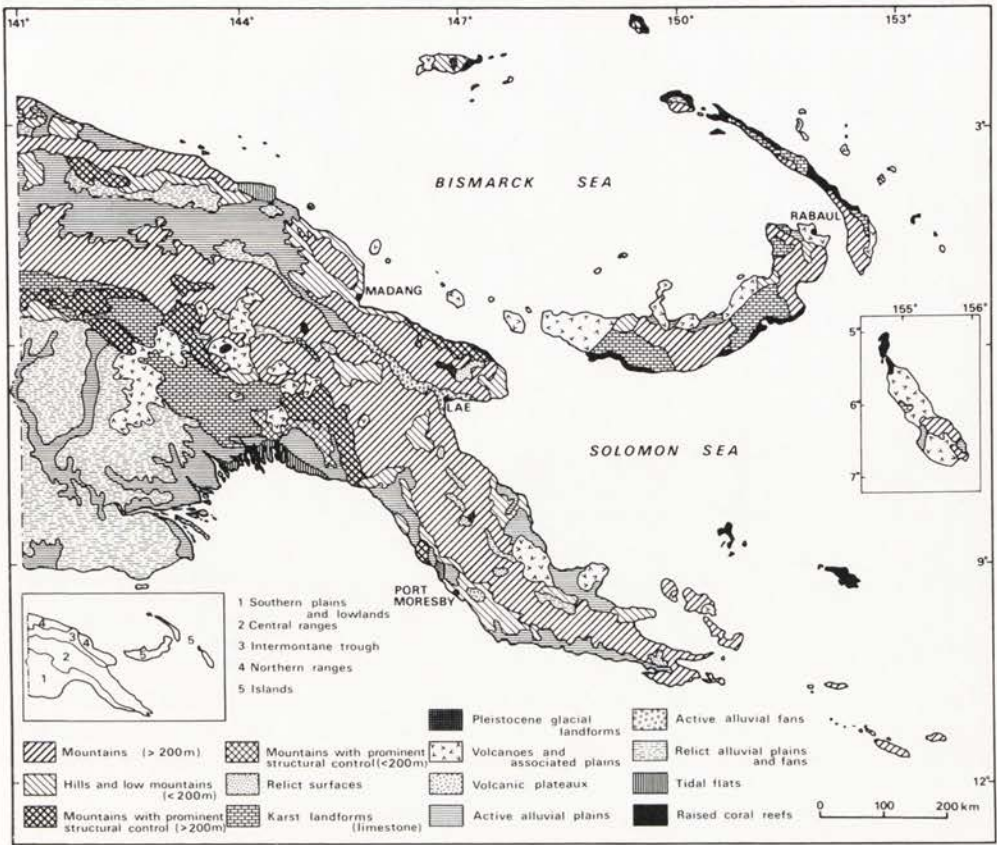 141° 144° 147° 150° 153°
3°
BISMARCK SEA
RABAUL
MADANG
155° 156°
5°
LAE
6°
SOLOMON SEA
7°
9°
PORT
MORESBY
1 Southern plains
and lowlands
2 Central ranges
3 Intermontane trough
4 Northern ranges
5 Islands
4
3 4
2
1
5
5
Mountains (>200m)
Hills and low mountains
(<200m)
Mountains with prominent
structural control (>200m)
Mountains with prominent
structural control (<200m)
Relict surfaces
Karst landforms
(limestone)
Pleistocene glacial
landforms
Volcanoes and
associated plains
Volcanic plateaux
Active alluvial plains
Active alluvial fans
Relict alluvial plains
and fans
Tidal flats
Raised coral reefs
12°
0 100 200 km